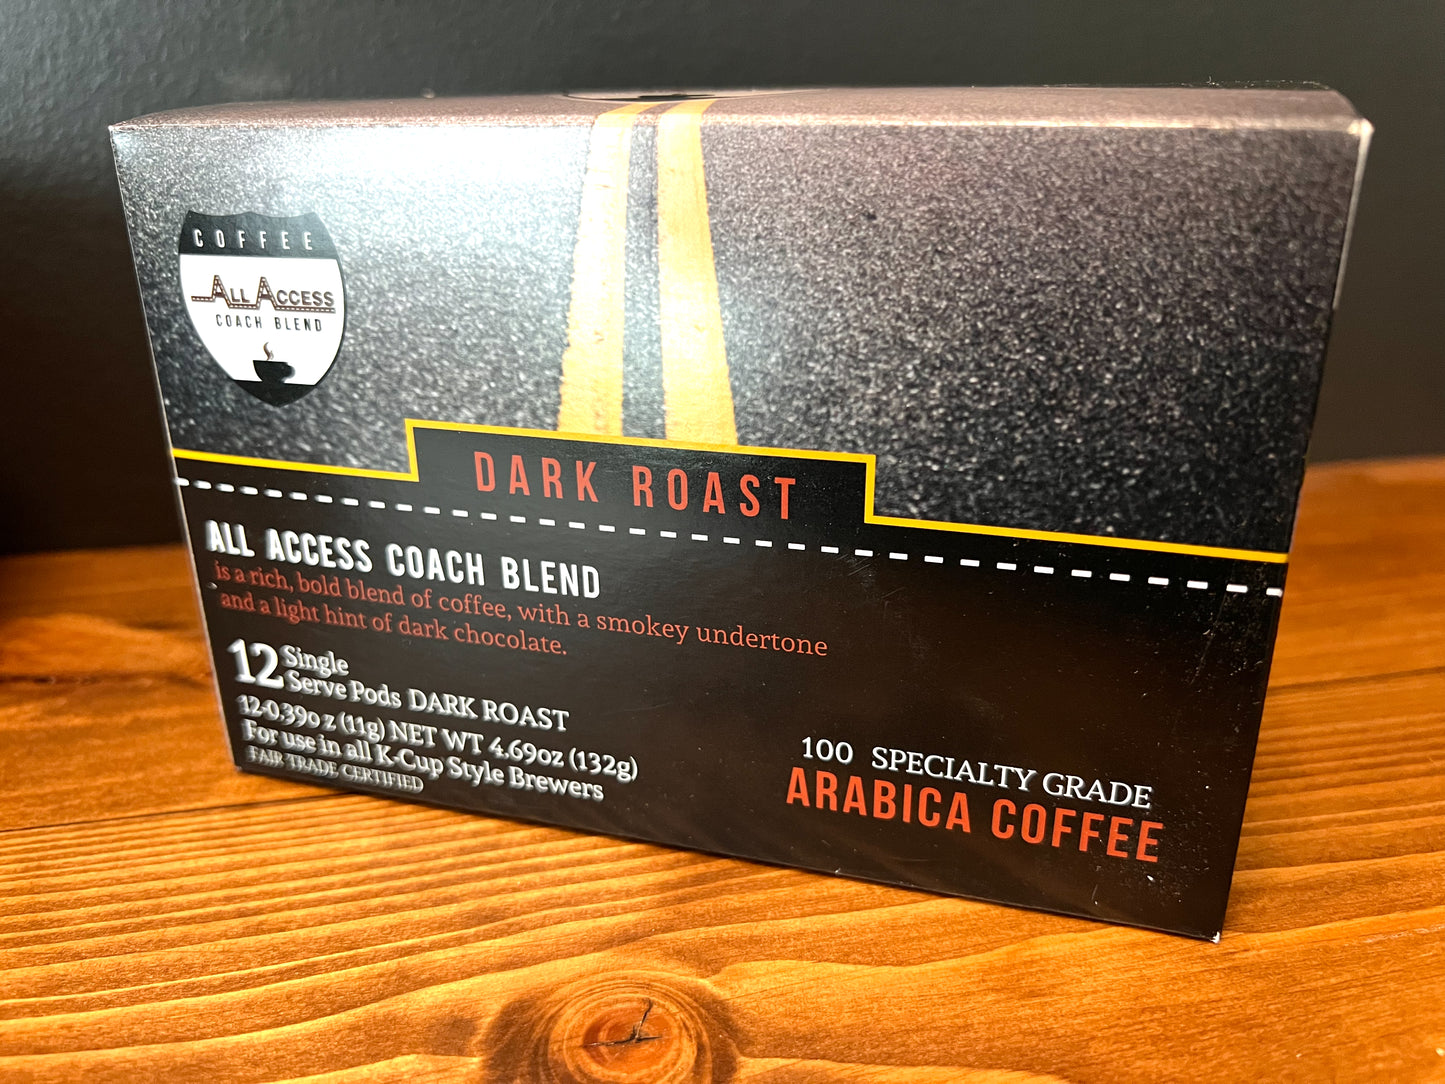 COFFEE
ALL ACCESS
COACH BLEND
DARK ROAST
ALL ACCESS COACH BLEND
is a rich, bold blend of coffee, with a smokey undertone
and a light hint of dark chocolate.
12 Single
Serve Pods DARK ROAST
12-0.39o z (11g) NET WT 4.69oz (132g)
For use in all K-Cup Style Brewers
FAIR TRADE CERTIFIED
100 SPECIALTY GRADE
ARABICA COFFEE